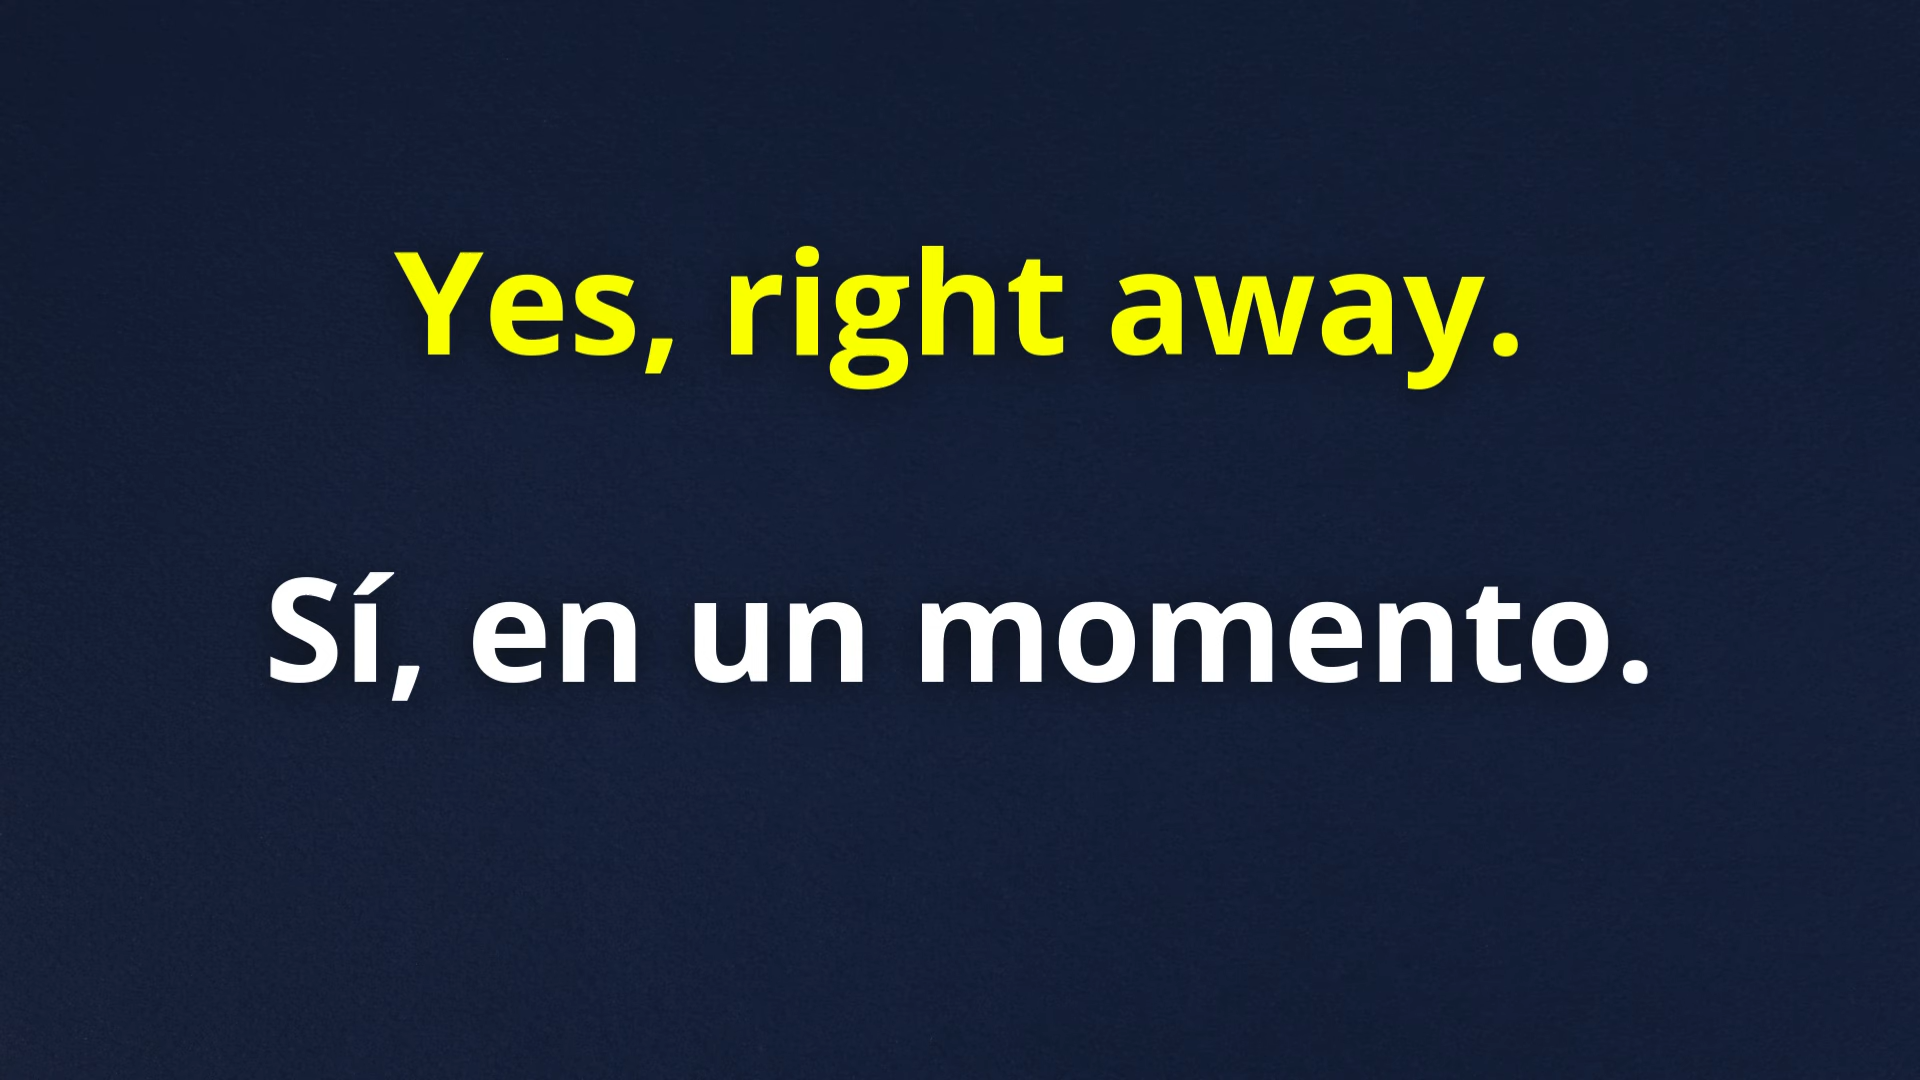 Yes, right away.
Sí, en un momento.